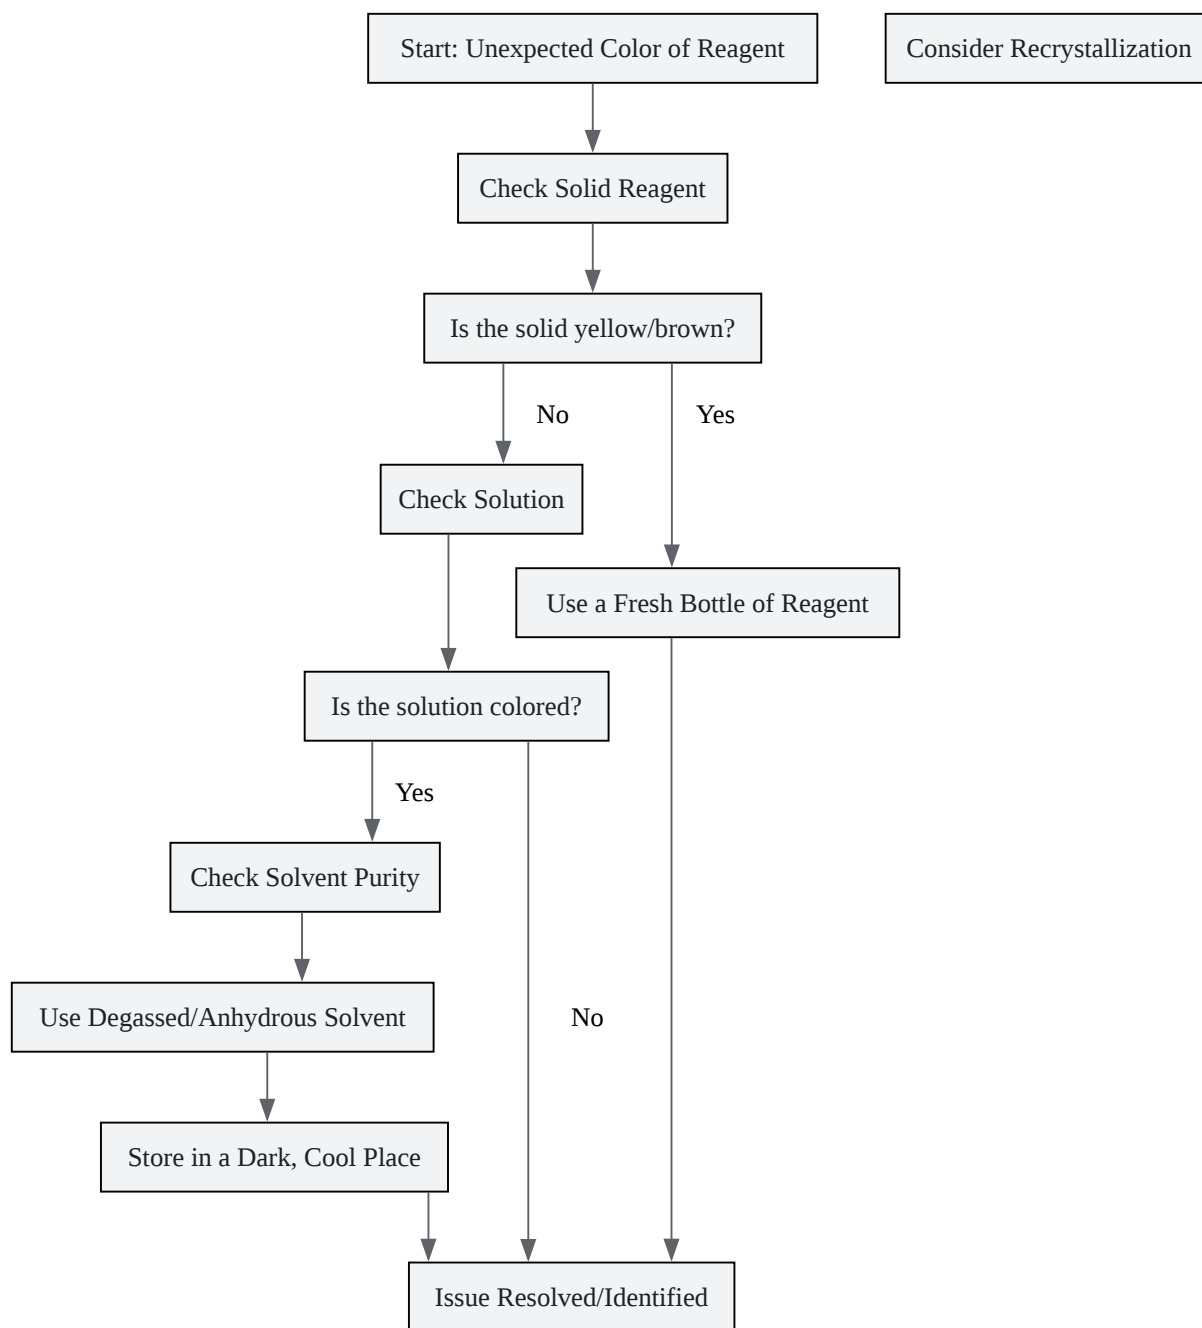 Start: Unexpected Color of Reagent
Consider Recrystallization
Check Solid Reagent
Is the solid yellow/brown?
No
Yes
Check Solution
Use a Fresh Bottle of Reagent
Is the solution colored?
Yes
Check Solvent Purity
Use Degassed/Anhydrous Solvent
No
Store in a Dark, Cool Place
Issue Resolved/Identified